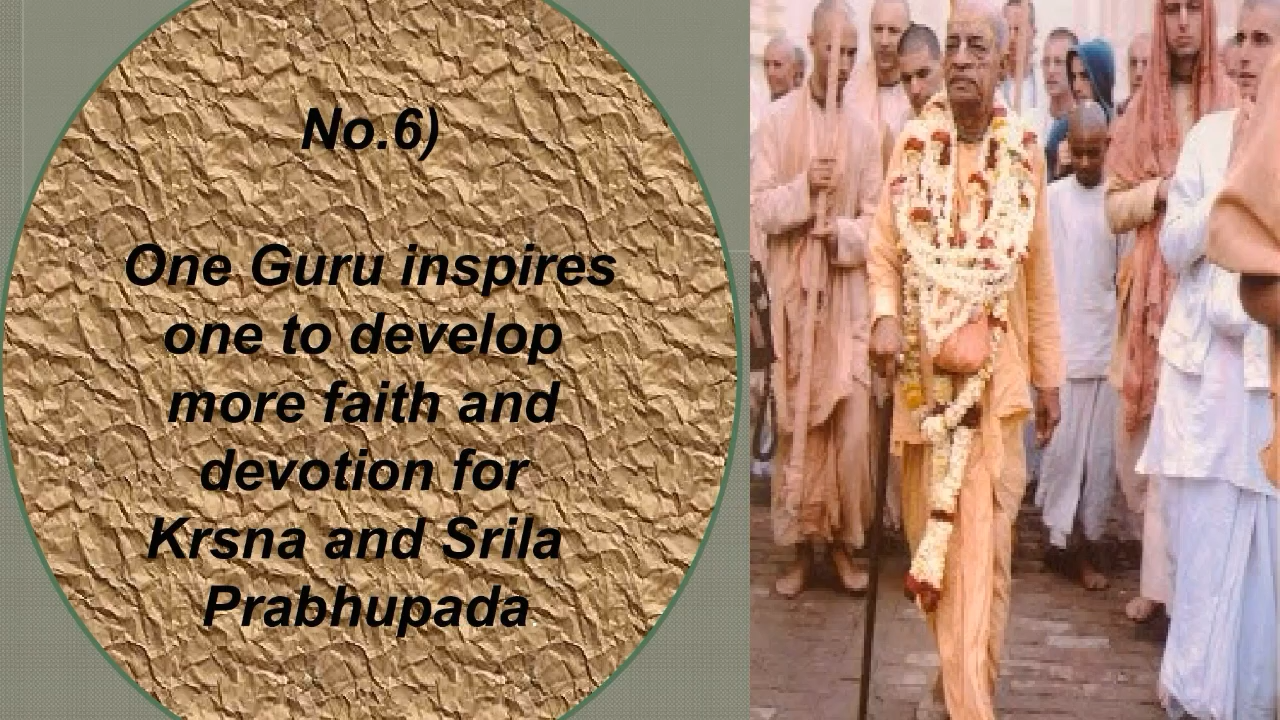 No.6)
One Guru inspires
one to develop
more faith and
devotion for
Krsna and Srila
Prabhupada